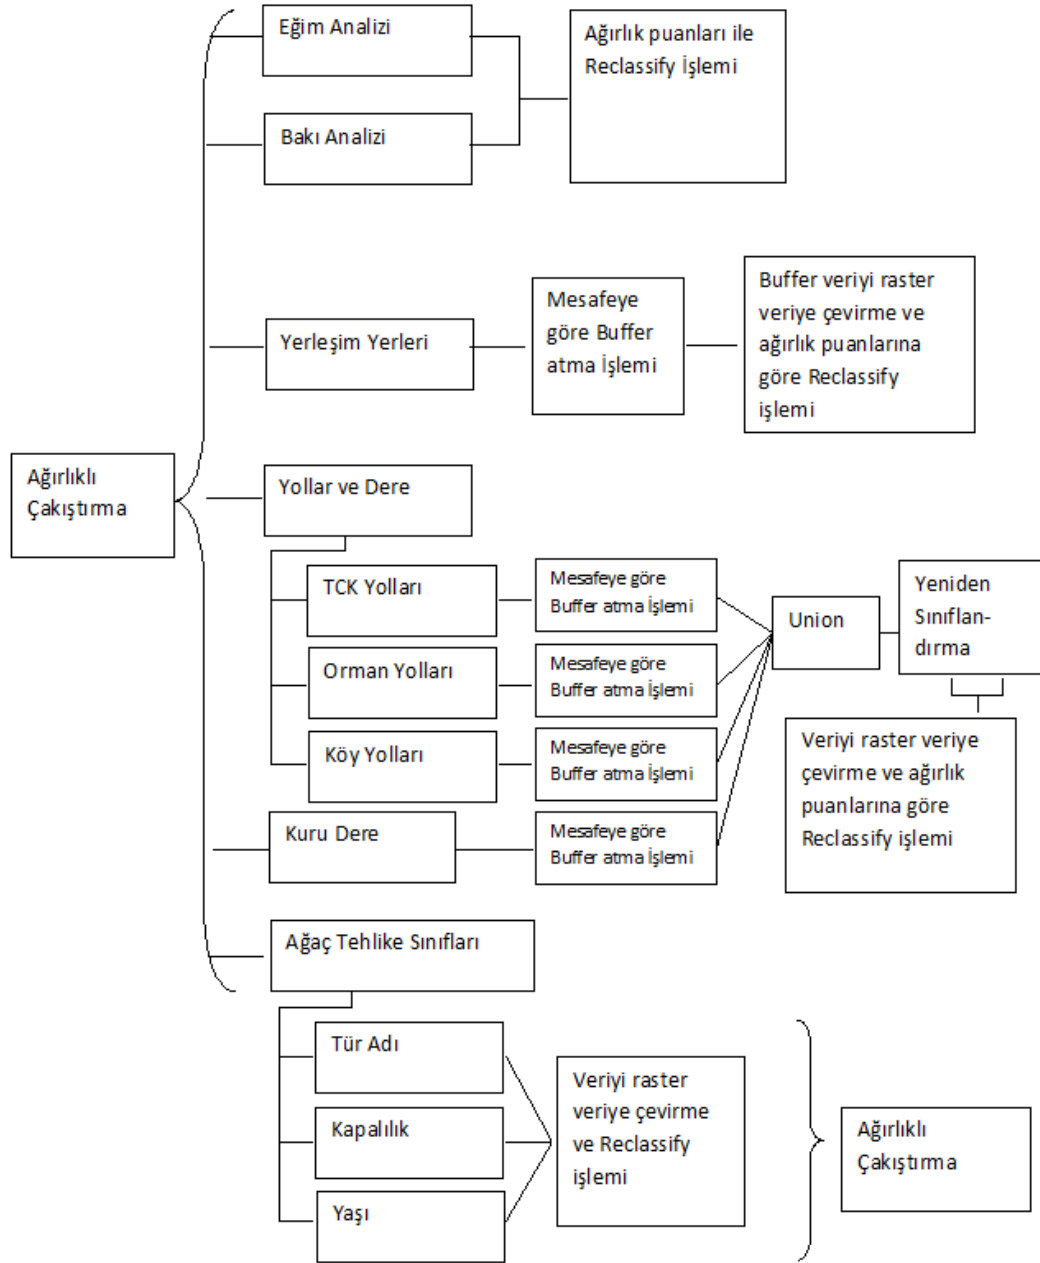 Eğim Analizi
Ağırlık puanları ile
Reclassify İşlemi
Bakı Analizi
Yerleşim Yerleri
Mesafeye
göre Buffer
atma İşlemi
Buffer veriyi raster
veriye çevirme ve
ağırlık puanlarına
göre Reclassify
işlemi
Ağırlıklı
Çakıştırma
Yollar ve Dere
TCK Yolları
Mesafeye göre
Buffer atma İşlemi
Union
Yeniden
Sınıflan-
dırma
Orman Yolları
Mesafeye göre
Buffer atma İşlemi
Köy Yolları
Mesafeye göre
Buffer atma İşlemi
Veriyi raster veriye
çevirme ve ağırlık
puanlarına göre
Reclassify işlemi
Kuru Dere
Mesafeye göre
Buffer atma İşlemi
Ağaç Tehlike Sınıfları
Tür Adı
Kapalılık
Yaşı
Veriyi raster
veriye çevirme
ve Reclassify
işlemi
Ağırlıklı
Çakıştırma